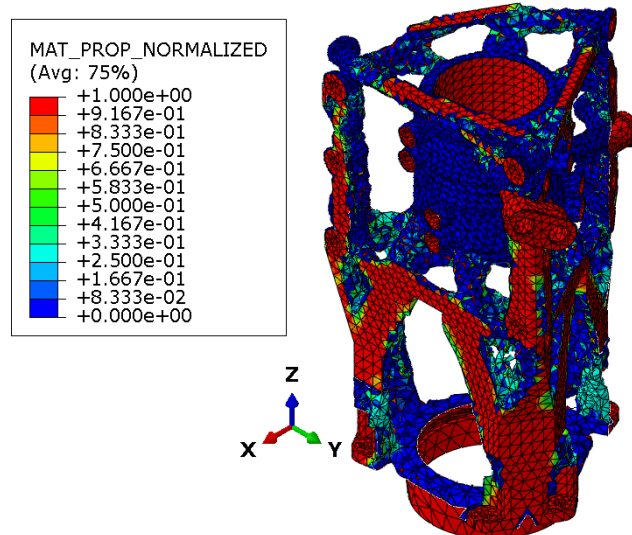 MAT_PROP_NORMALIZED
(Avg: 75%)
+1.000e+00
+9.167e-01
+8.333e-01
+7.500e-01
+6.667e-01
+5.833e-01
+5.000e-01
+4.167e-01
+3.333e-01
+2.500e-01
+1.667e-01
+8.333e-02
+0.000e+00
Z
X
Y